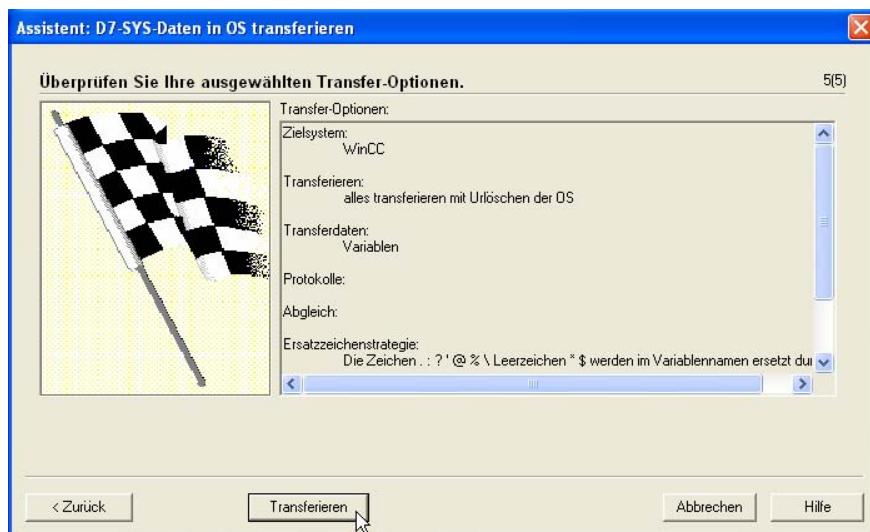 Assistent: D7-SYS-Daten in OS transferieren
Überprüfen Sie Ihre ausgewählten Transfer-Optionen.
5(5)
Transfer-Optionen:
Zielsystem:
WinCC
Transferieren:
alles transferieren mit Urlöschen der OS
Transferdaten:
Variablen
Protokolle:
Abgleich:
Ersatzzeichenstrategie:
Die Zeichen . : ? ' @ % \ Leerzeichen * $ werden im Variablennamen ersetzt
< Zurück
Transferieren
Abbrechen
Hilfe